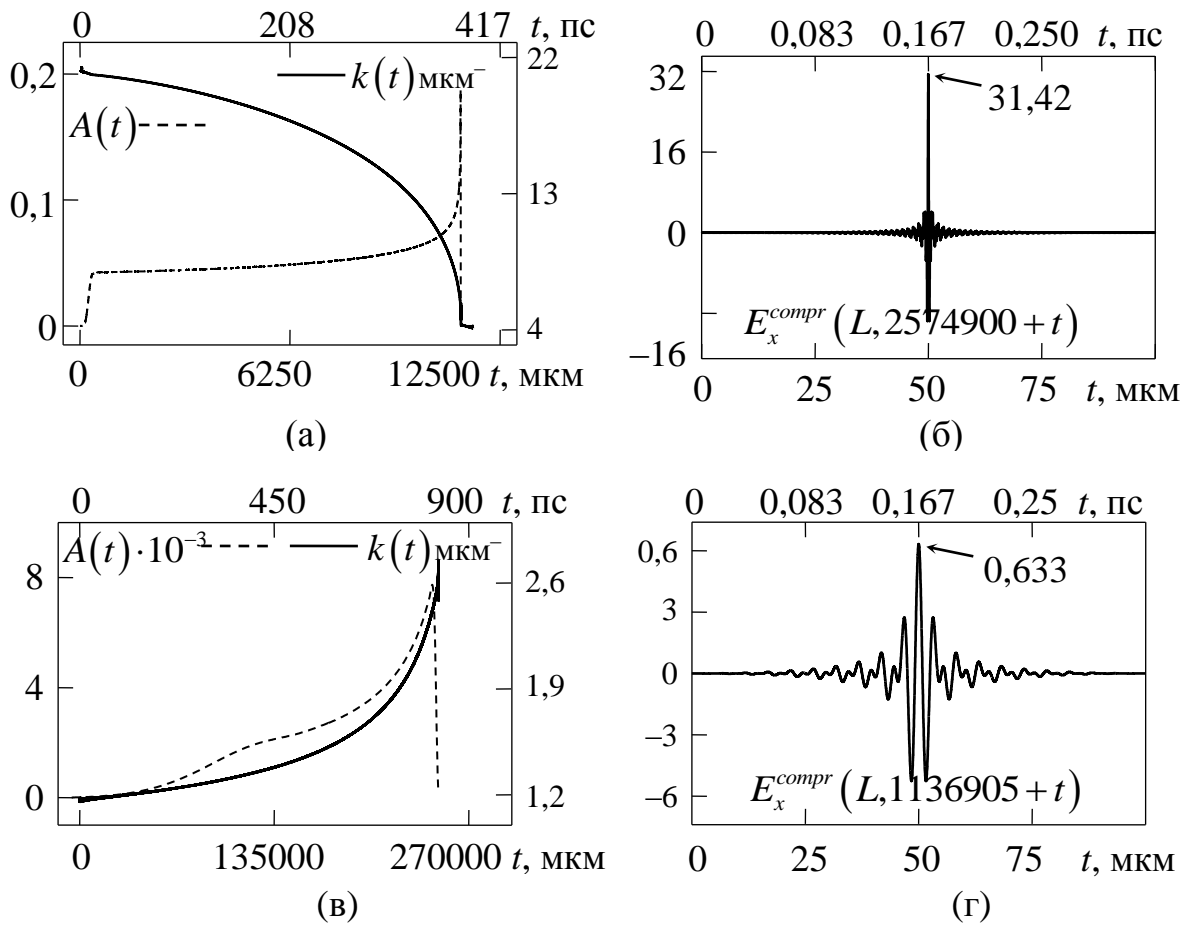 0 208 417 t, пс
0,2
0,1
0
22
13
4
k(t) мкм⁻
A(t)
0 6250 12500 t, мкм
(а)
0 0,083 0,167 0,250 t, пс
32
16
0
−16
31,42
E_x^{compr}(L,2574900+t)
0 25 50 75 t, мкм
(б)
0 450 900 t, пс
A(t)·10⁻³
k(t) мкм⁻
8
4
0
2,6
1,9
1,2
0 135000 270000 t, мкм
(в)
0 0,083 0,167 0,25 t, пс
0,6
3
0
−3
−6
0,633
E_x^{compr}(L,1136905+t)
0 25 50 75 t, мкм
(г)